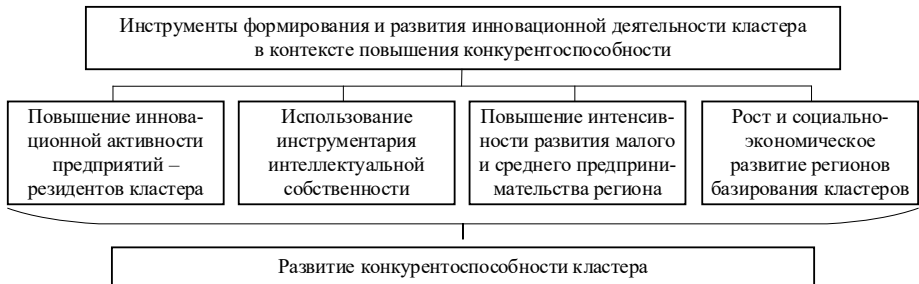 Инструменты формирования и развития инновационной деятельности кластера
в контексте повышения конкурентоспособности
Повышение иннова-
ционной активности
предприятий –
резидентов кластера
Использование
инструментария
интеллектуальной
собственности
Повышение интенсив-
ности развития малого
и среднего предприни-
мательства региона
Рост и социально-
экономическое
развитие регионов
базирования кластеров
Развитие конкурентоспособности кластера